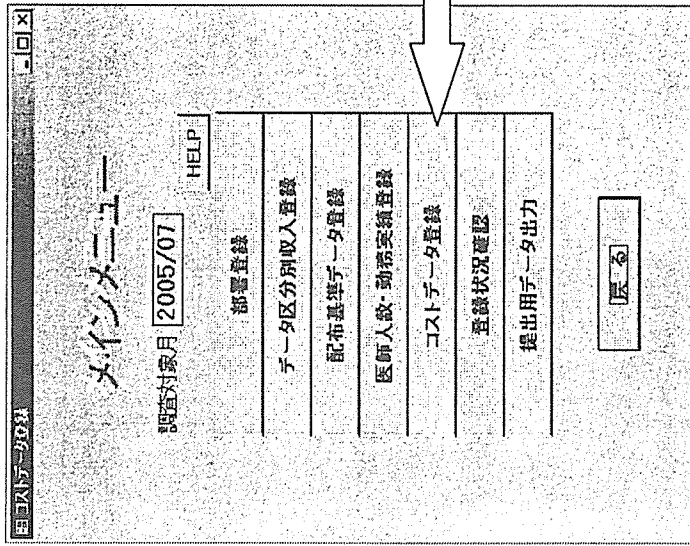 コストデータ登録
メインメニュー
調査対象月 2005/07
HELP
部署登録
データ区分別収入登録
配布基準データ登録
医師人数・勤務実績登録
コストデータ登録
登録状況確認
提出用データ出力
戻る